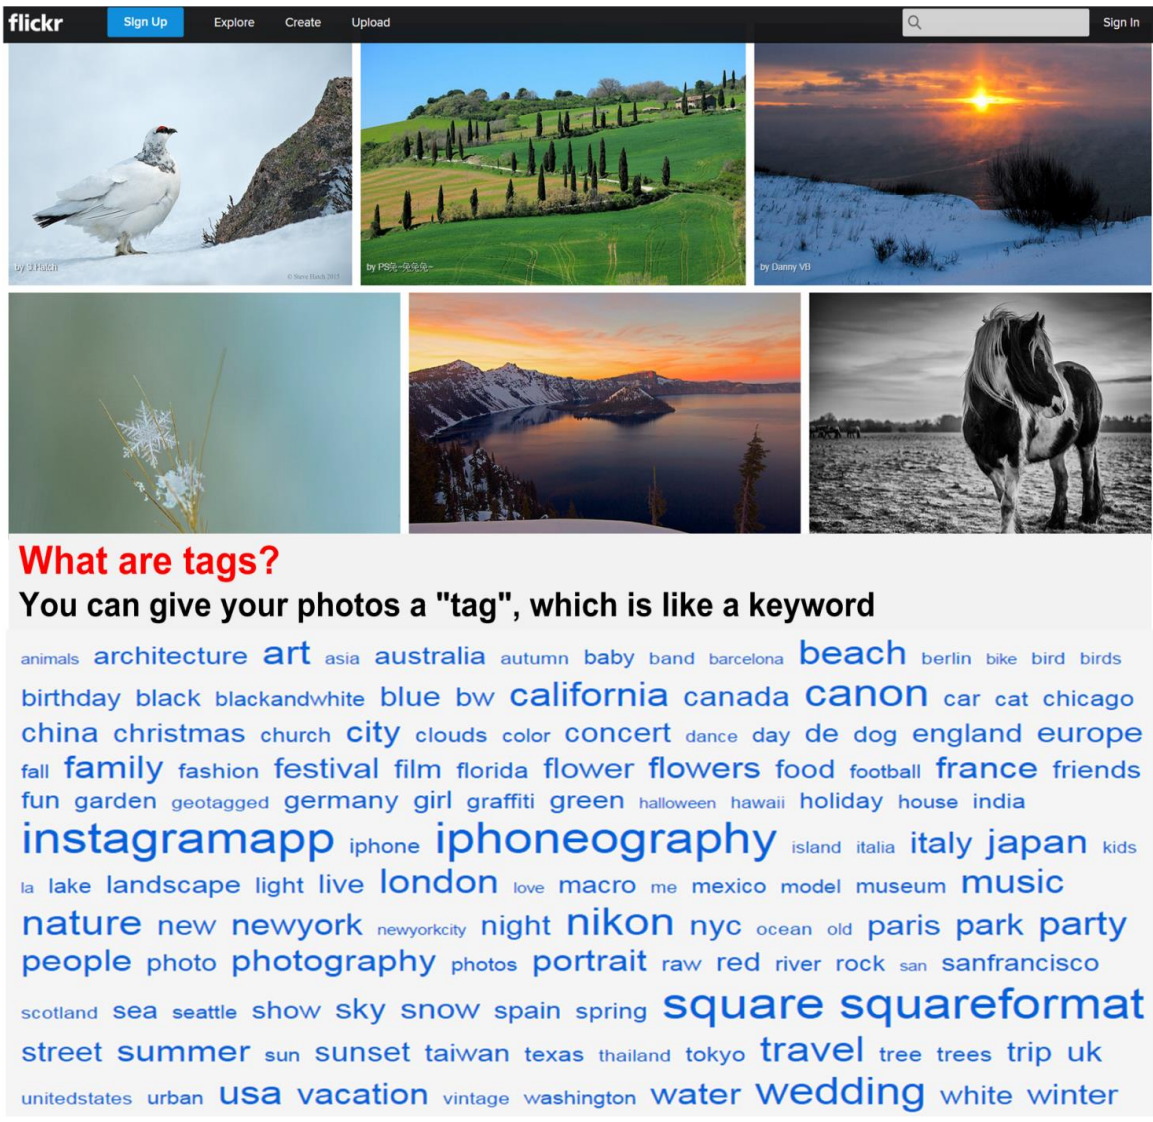 flickr Sign Up Explore Create Upload Sign In
by J.Hatch
© Steve Hatch 2015
by Danny VB
What are tags?
You can give your photos a "tag", which is like a keyword
animals architecture art asia australia autumn baby band barcelona beach berlin bike bird birds
birthday black blackandwhite blue bw california canada canon car cat chicago
china christmas church city clouds color concert dance day de dog england europe
fall family fashion festival film florida flower flowers food football france friends
fun garden geotagged germany girl graffiti green halloween hawaii holiday house india
instagramapp iphone iphoneography island italia italy japan kids
la lake landscape light live london love macro me mexico model museum music
nature new newyork newyorkcity night nikon nyc ocean old paris park party
people photo photography photos portrait raw red river rock san sanfrancisco
scotland sea seattle show sky snow spain spring square squareformat
street summer sun sunset taiwan texas thailand tokyo travel tree trees trip uk
unitedstates urban usa vacation vintage washington water wedding white winter